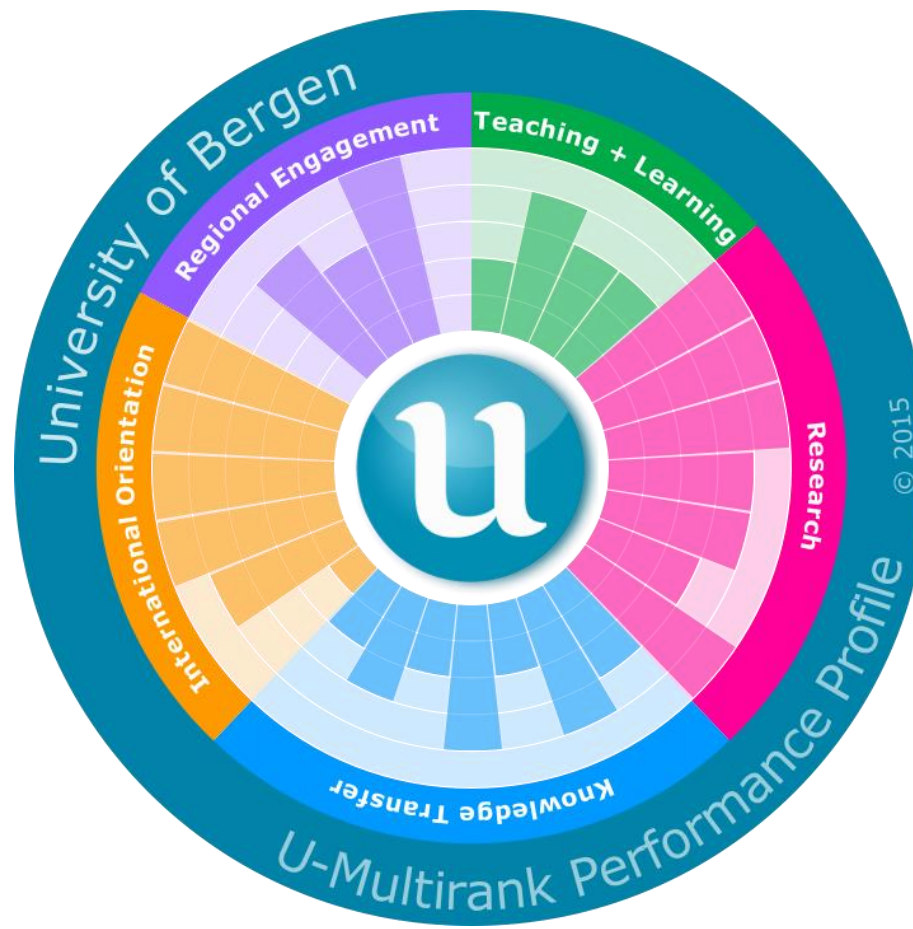 University of Bergen
Regional Engagement
Teaching + Learning
Research
Knowledge Transfer
International Orientation
u
© 2015
U-Multirank Performance Profile